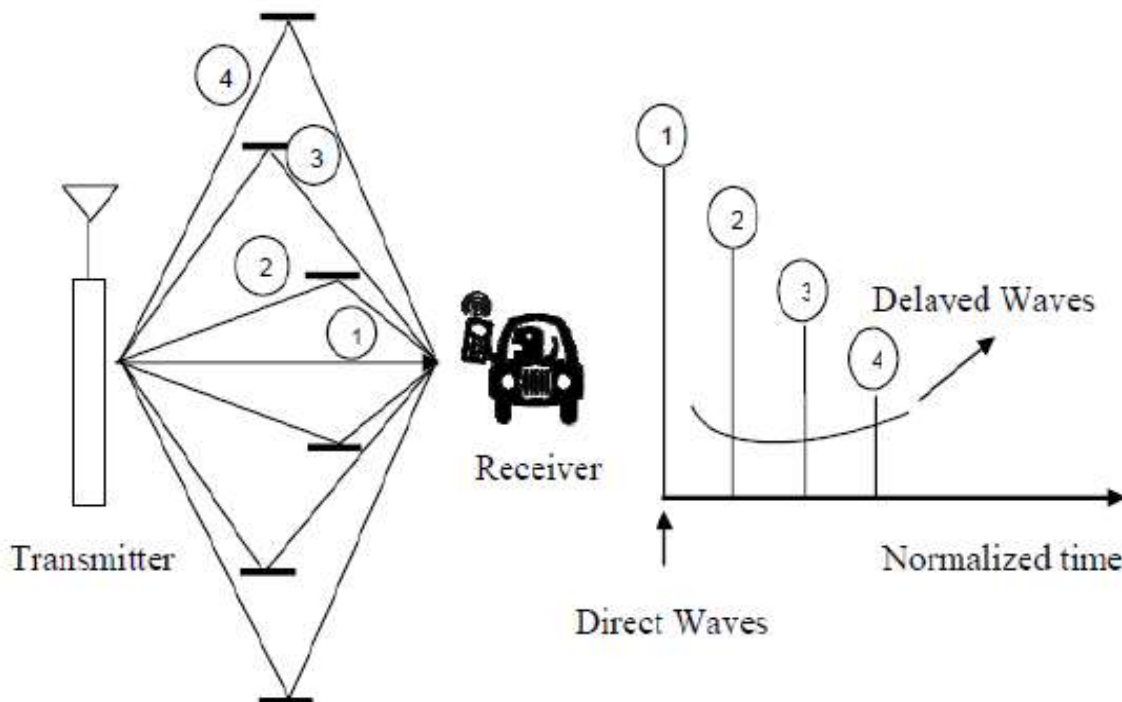 4
3
2
1
Transmitter
Receiver
1
2
3
4
Delayed Waves
Normalized time
Direct Waves